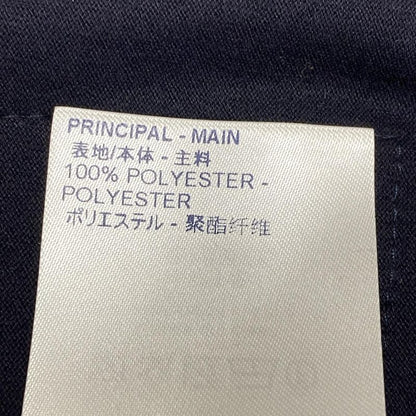 PRINCIPAL - MAIN
表地/本体 - 主料
100% POLYESTER -
POLYESTER
ポリエステル - 聚酯纤维